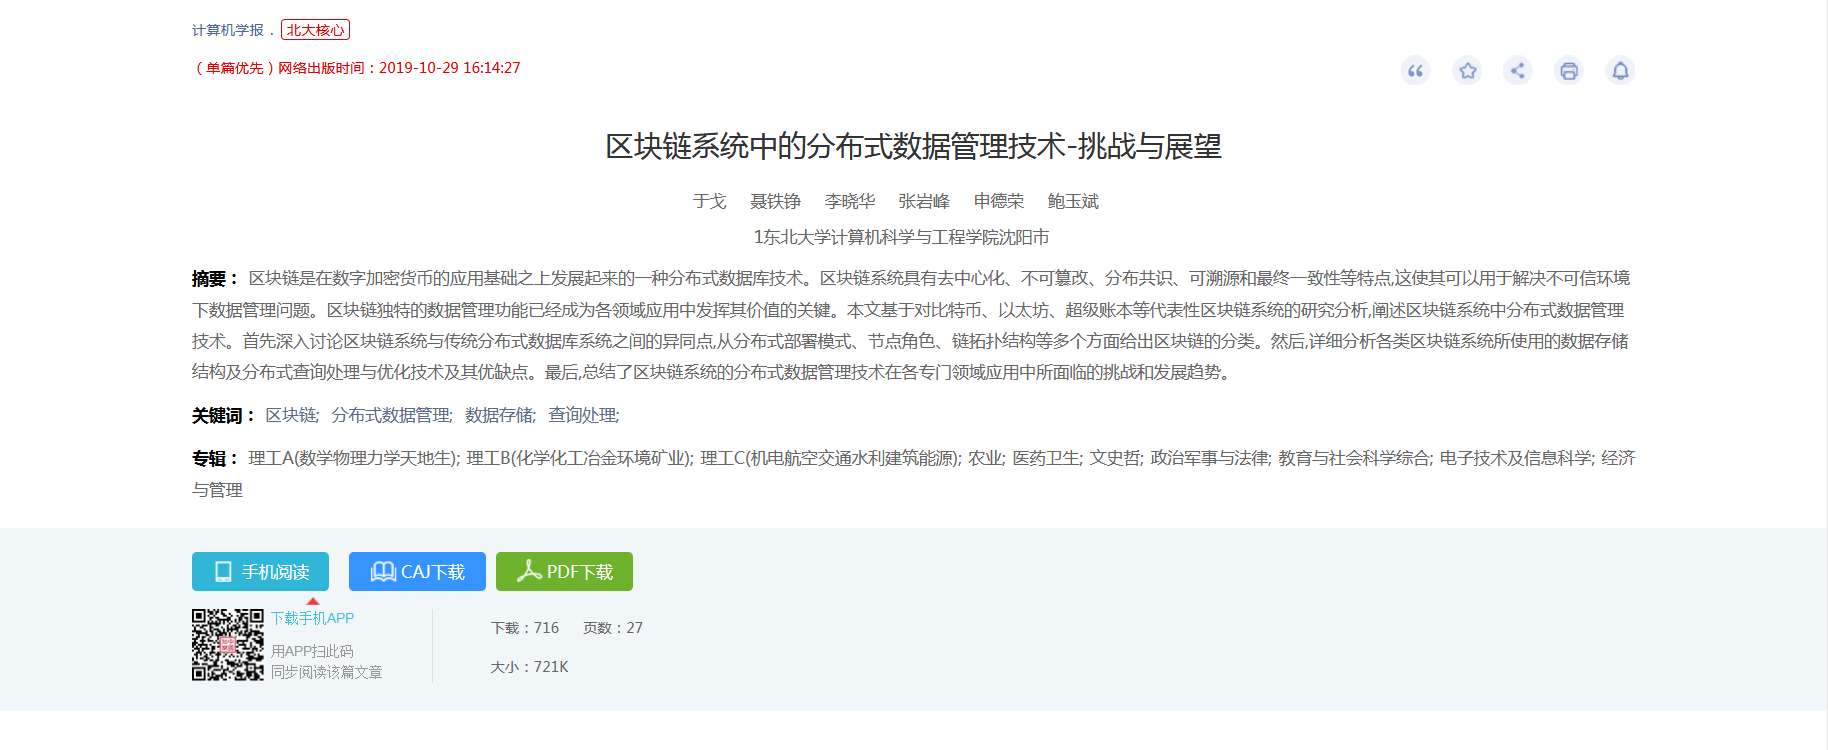 计算机学报 . 北大核心
（单篇优先）网络出版时间：2019-10-29 16:14:27
区块链系统中的分布式数据管理技术-挑战与展望
于戈 聂铁铮 李晓华 张岩峰 申德荣 鲍玉斌
1东北大学计算机科学与工程学院沈阳市
摘要： 区块链是在数字加密货币的应用基础之上发展起来的一种分布式数据库技术。区块链系统具有去中心化、不可篡改、分布共识、可溯源和最终一致性等特点,这使其可以用于解决不可信环境
下数据管理问题。区块链独特的数据管理功能已经成为各领域应用中发挥其价值的关键。本文基于对比特币、以太坊、超级账本等代表性区块链系统的研究分析,阐述区块链系统中分布式数据管理
技术。首先深入讨论区块链系统与传统分布式数据库系统之间的异同点,从分布式部署模式、节点角色、链拓扑结构等多个方面给出区块链的分类。然后,详细分析各类区块链系统所使用的数据存储
结构及分布式查询处理与优化技术及其优缺点。最后,总结了区块链系统的分布式数据管理技术在各专门领域应用中所面临的挑战和发展趋势。
关键词： 区块链; 分布式数据管理; 数据存储; 查询处理;
专辑： 理工A(数学物理力学天地生); 理工B(化学化工冶金环境矿业); 理工C(机电航空交通水利建筑能源); 农业; 医药卫生; 文史哲; 政治军事与法律; 教育与社会科学综合; 电子技术及信息科学; 经济
与管理
手机阅读 CAJ下载 PDF下载
下载手机APP
用APP扫此码
同步阅读该篇文章
下载：716 页数：27
大小：721K